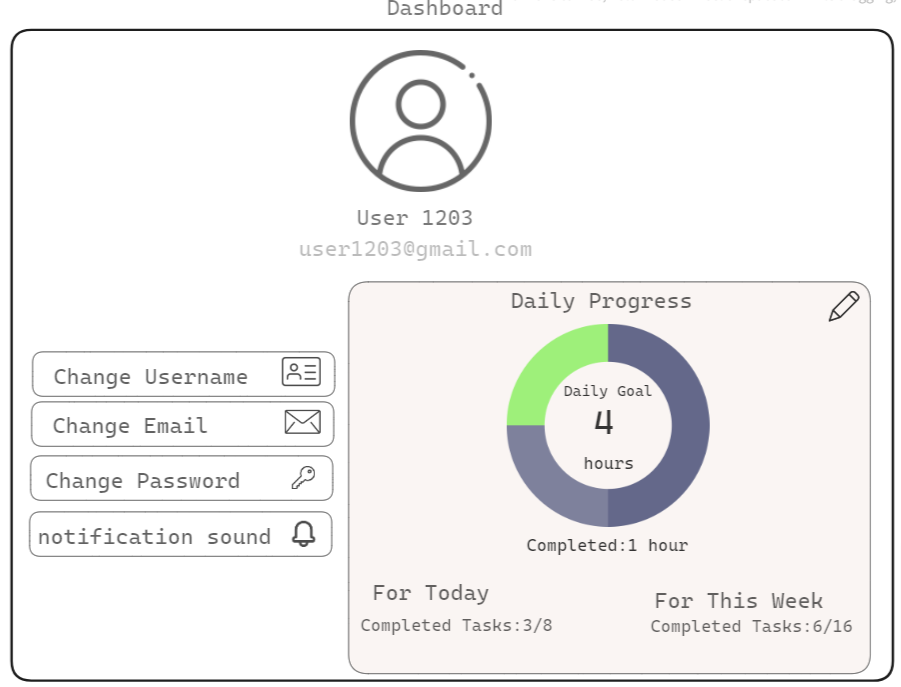 Dashboard
User 1203
user1203@gmail.com
Change Username
Change Email
Change Password
notification sound
Daily Progress
Daily Goal
4
hours
Completed:1 hour
For Today
Completed Tasks:3/8
For This Week
Completed Tasks:6/16